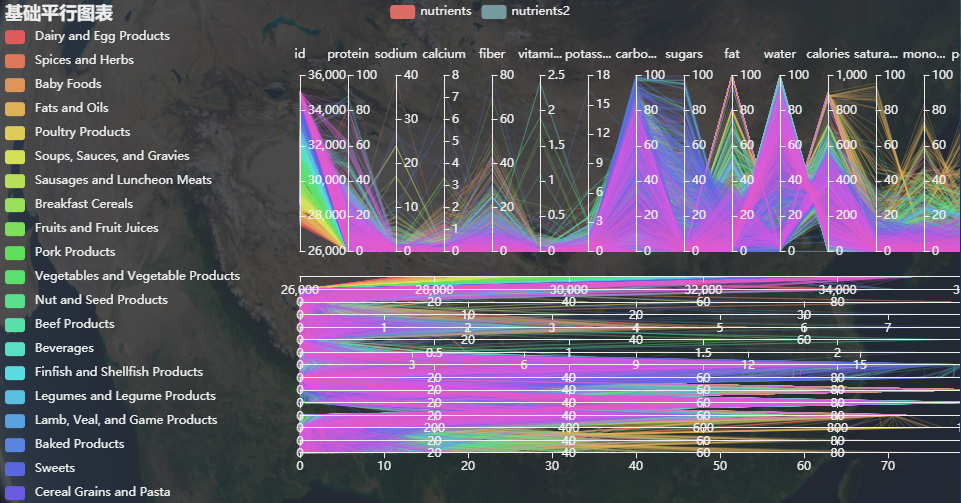 基础平行图表
nutrients nutrients2
Dairy and Egg Products
Spices and Herbs
Baby Foods
Fats and Oils
Poultry Products
Soups, Sauces, and Gravies
Sausages and Luncheon Meats
Breakfast Cereals
Fruits and Fruit Juices
Pork Products
Vegetables and Vegetable Products
Nut and Seed Products
Beef Products
Beverages
Finfish and Shellfish Products
Legumes and Legume Products
Lamb, Veal, and Game Products
Baked Products
Sweets
Cereal Grains and Pasta
id protein sodium calcium fiber vitami... potass... carbo... sugars fat water calories satura... mono... p
36,000 100 40 8 80 2.5 18 100 100 100 100 1,000 100 100
7
34,000 80 2 15 80 80 80 80 800 80 80
30 6 60
32,000 60 5 1.5 12 60 60 60 60 600 60 60
20 4 40 9
30,000 40 3 1 40 40 40 40 400 40 40
10 2 20 6
28,000 20 0.5 3 20 20 20 20 200 20 20
1
26,000 0 0 0 0 0 0 0 0 0 0 0 0
26,000 28,000 30,000 32,000 34,000 3
0 20 40 60 80
0 10 20 30
0 1 2 3 4 5 6 7
0 20 40 60
0 0.5 1 1.5 2
0 3 6 9 12 15
0 20 40 60 80
0 20 40 60 80
0 20 40 60 80
0 20 40 60 80
0 200 400 600 800 1
0 20 40 60 80
0 20 40 60 80
0 10 20 30 40 50 60 70